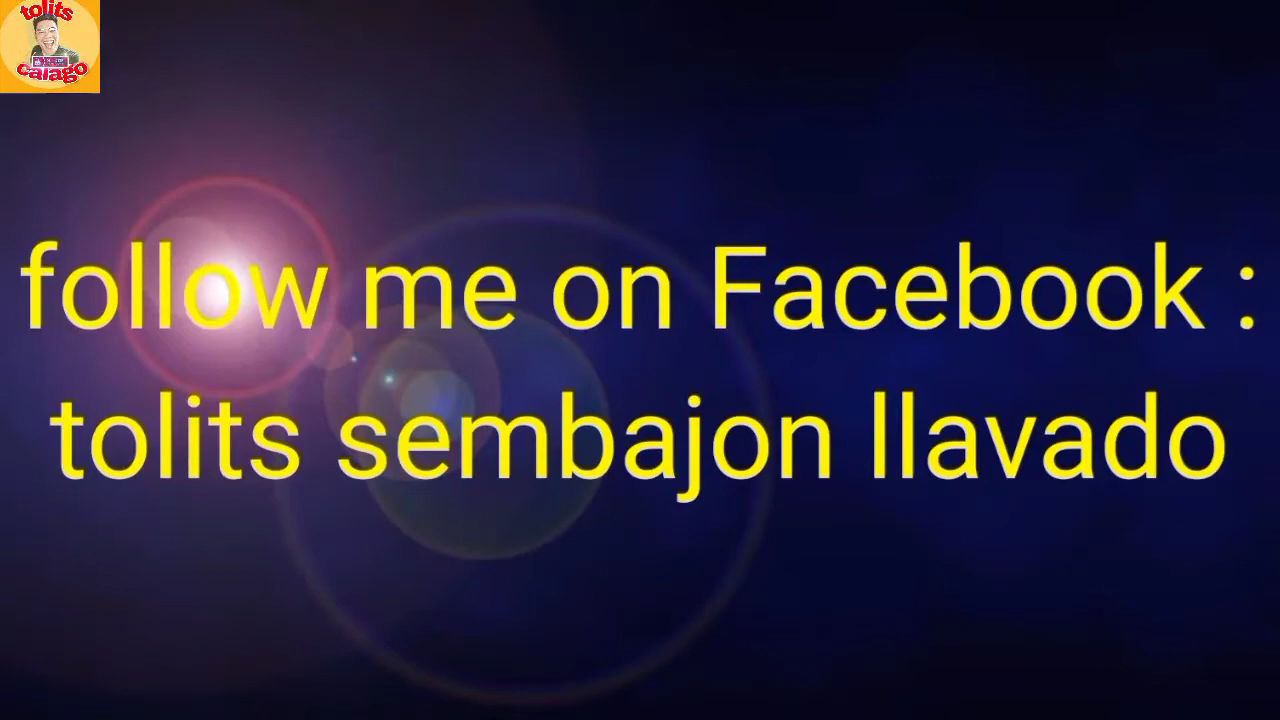 tolits
calago
follow me on Facebook :
tolits sembajon llavado